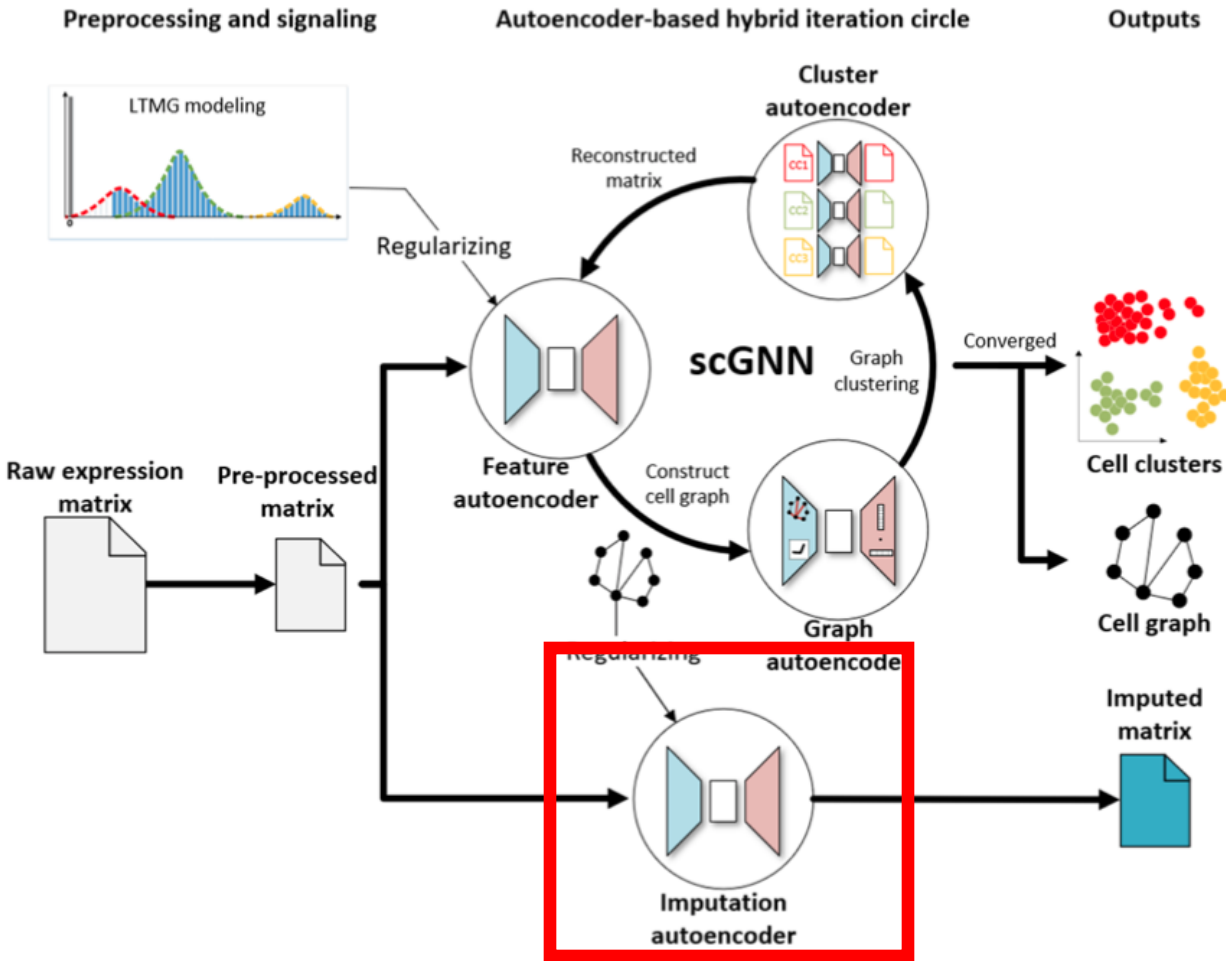 Preprocessing and signaling
Autoencoder-based hybrid iteration circle
Outputs
LTMG modeling
0
Regularizing
Cluster
autoencoder
CC1
CC2
CC3
Reconstructed
matrix
scGNN
Graph
clustering
Converged
Feature
autoencoder
Construct
cell graph
Raw expression
matrix
Pre-processed
matrix
Cell clusters
Graph
autoencode
Cell graph
Regularizing
Imputation
autoencoder
Imputed
matrix